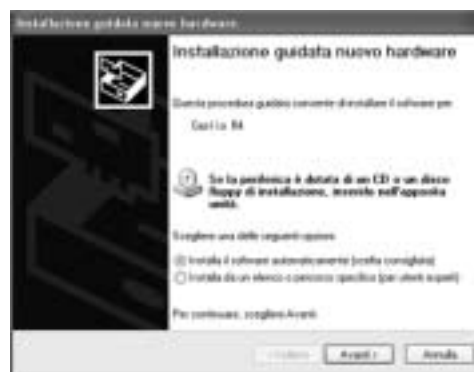 Installazione guidata nuovo hardware
Installazione guidata nuovo hardware
Questa procedura guidata consente di installare il software per:
R4
Se la periferica è dotata di un CD o un disco
floppy di installazione, inserirlo nell'apposita
unità.
Scegliere una delle seguenti opzioni:
Installa il software automaticamente (scelta consigliata)
Installa da un elenco o percorso specifico (per utenti esperti)
Per continuare, scegliere Avanti.
Avanti >
Annulla